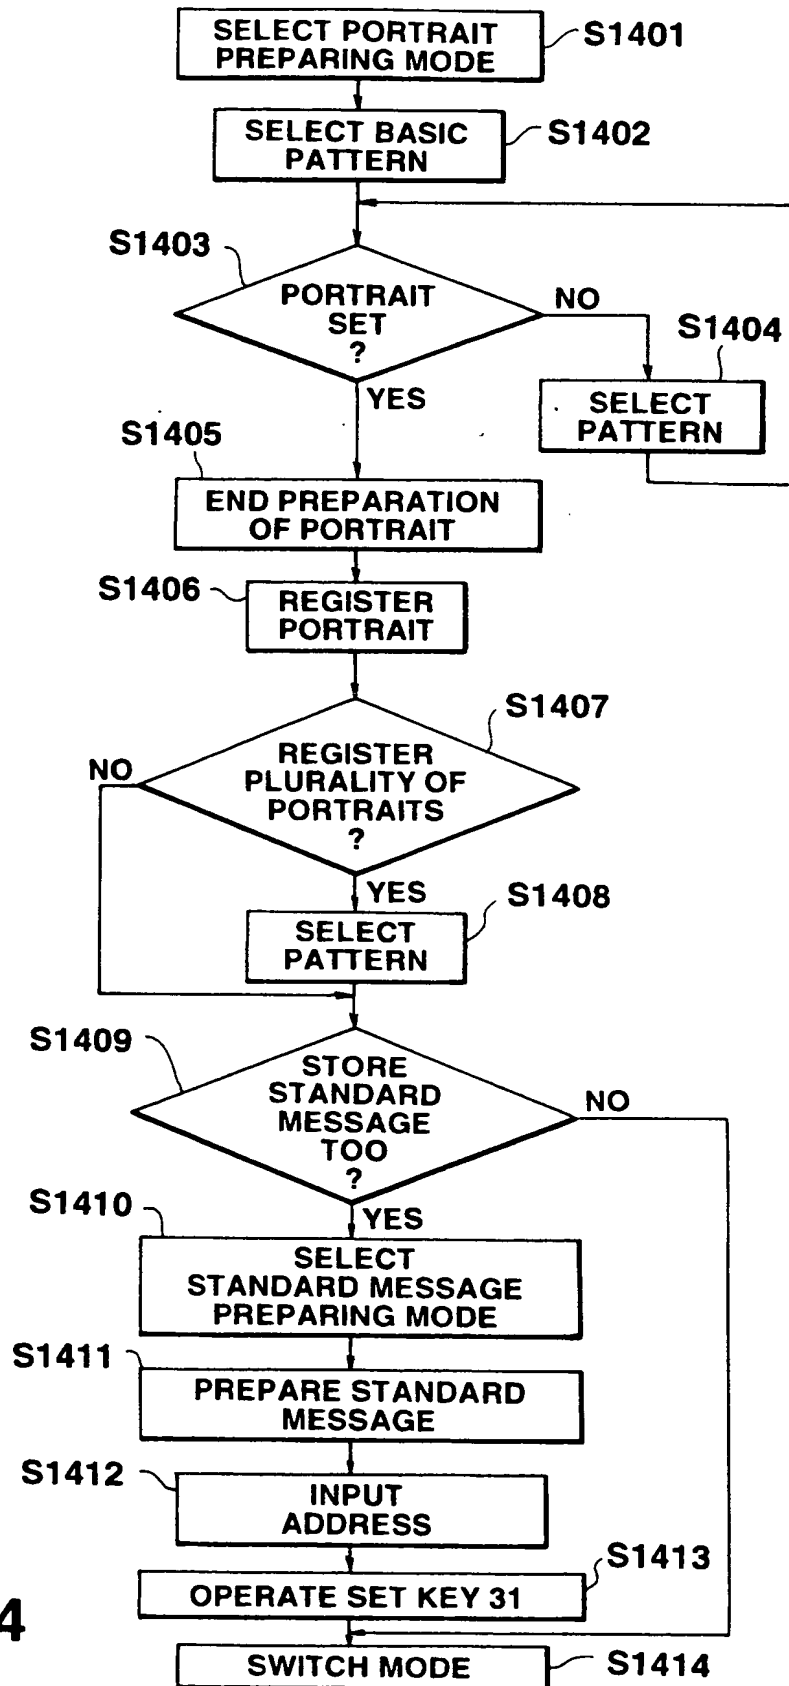 SELECT PORTRAIT
PREPARING MODE
S1401
SELECT BASIC
PATTERN
S1402
S1403
PORTRAIT
SET
?
NO
S1404
YES
SELECT
PATTERN
S1405
END PREPARATION
OF PORTRAIT
S1406
REGISTER
PORTRAIT
S1407
REGISTER
PLURALITY OF
PORTRAITS
?
NO
YES
S1408
SELECT
PATTERN
S1409
STORE
STANDARD
MESSAGE
TOO
?
NO
S1410
YES
SELECT
STANDARD MESSAGE
PREPARING MODE
S1411
PREPARE STANDARD
MESSAGE
S1412
INPUT
ADDRESS
S1413
OPERATE SET KEY 31
4
SWITCH MODE
S1414